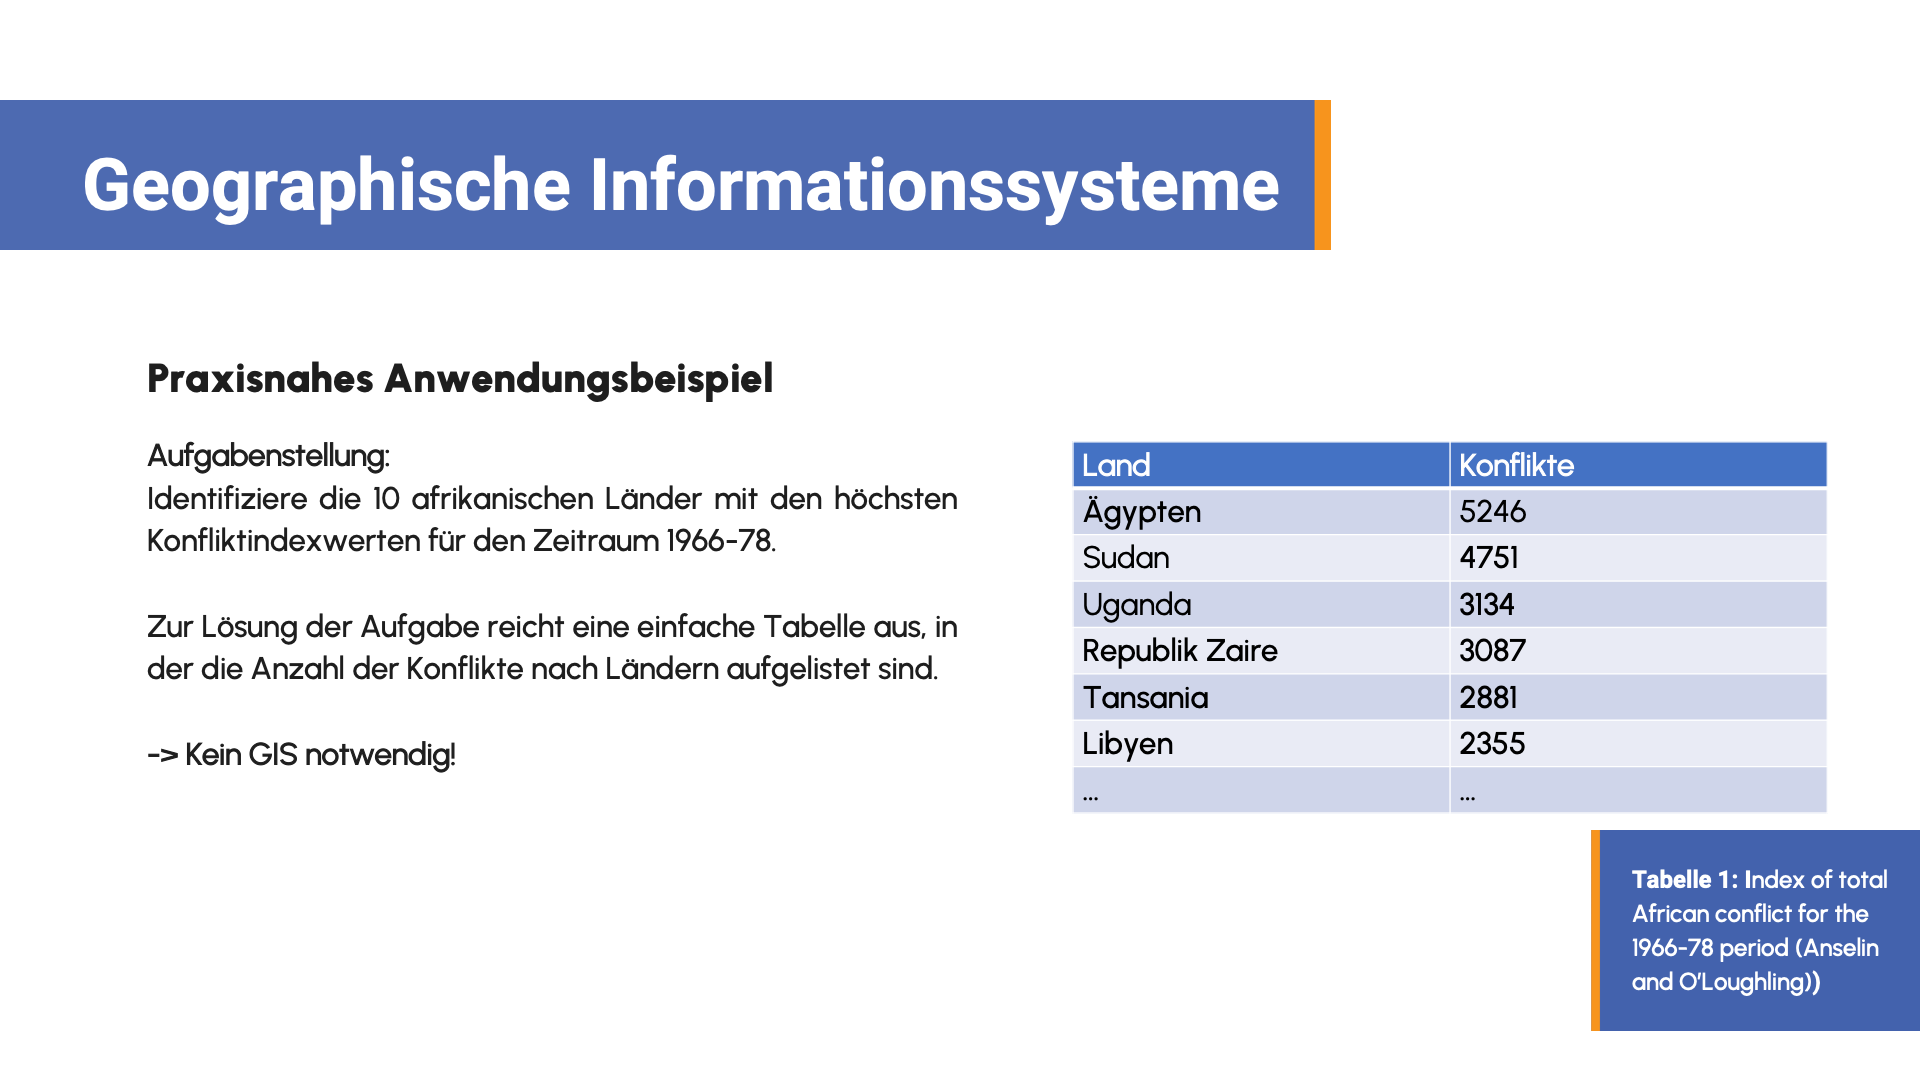 Geographische Informationssysteme
Praxisnahes Anwendungsbeispiel
Aufgabenstellung:
Identifiziere die 10 afrikanischen Länder mit den höchsten
Konfliktindexwerten für den Zeitraum 1966-78.
Zur Lösung der Aufgabe reicht eine einfache Tabelle aus, in
der die Anzahl der Konflikte nach Ländern aufgelistet sind.
-> Kein GIS notwendig!
Land Konflikte
Ägypten 5246
Sudan 4751
Uganda 3134
Republik Zaire 3087
Tansania 2881
Libyen 2355
... ...
Tabelle 1: Index of total
African conflict for the
1966-78 period (Anselin
and O'Loughling))